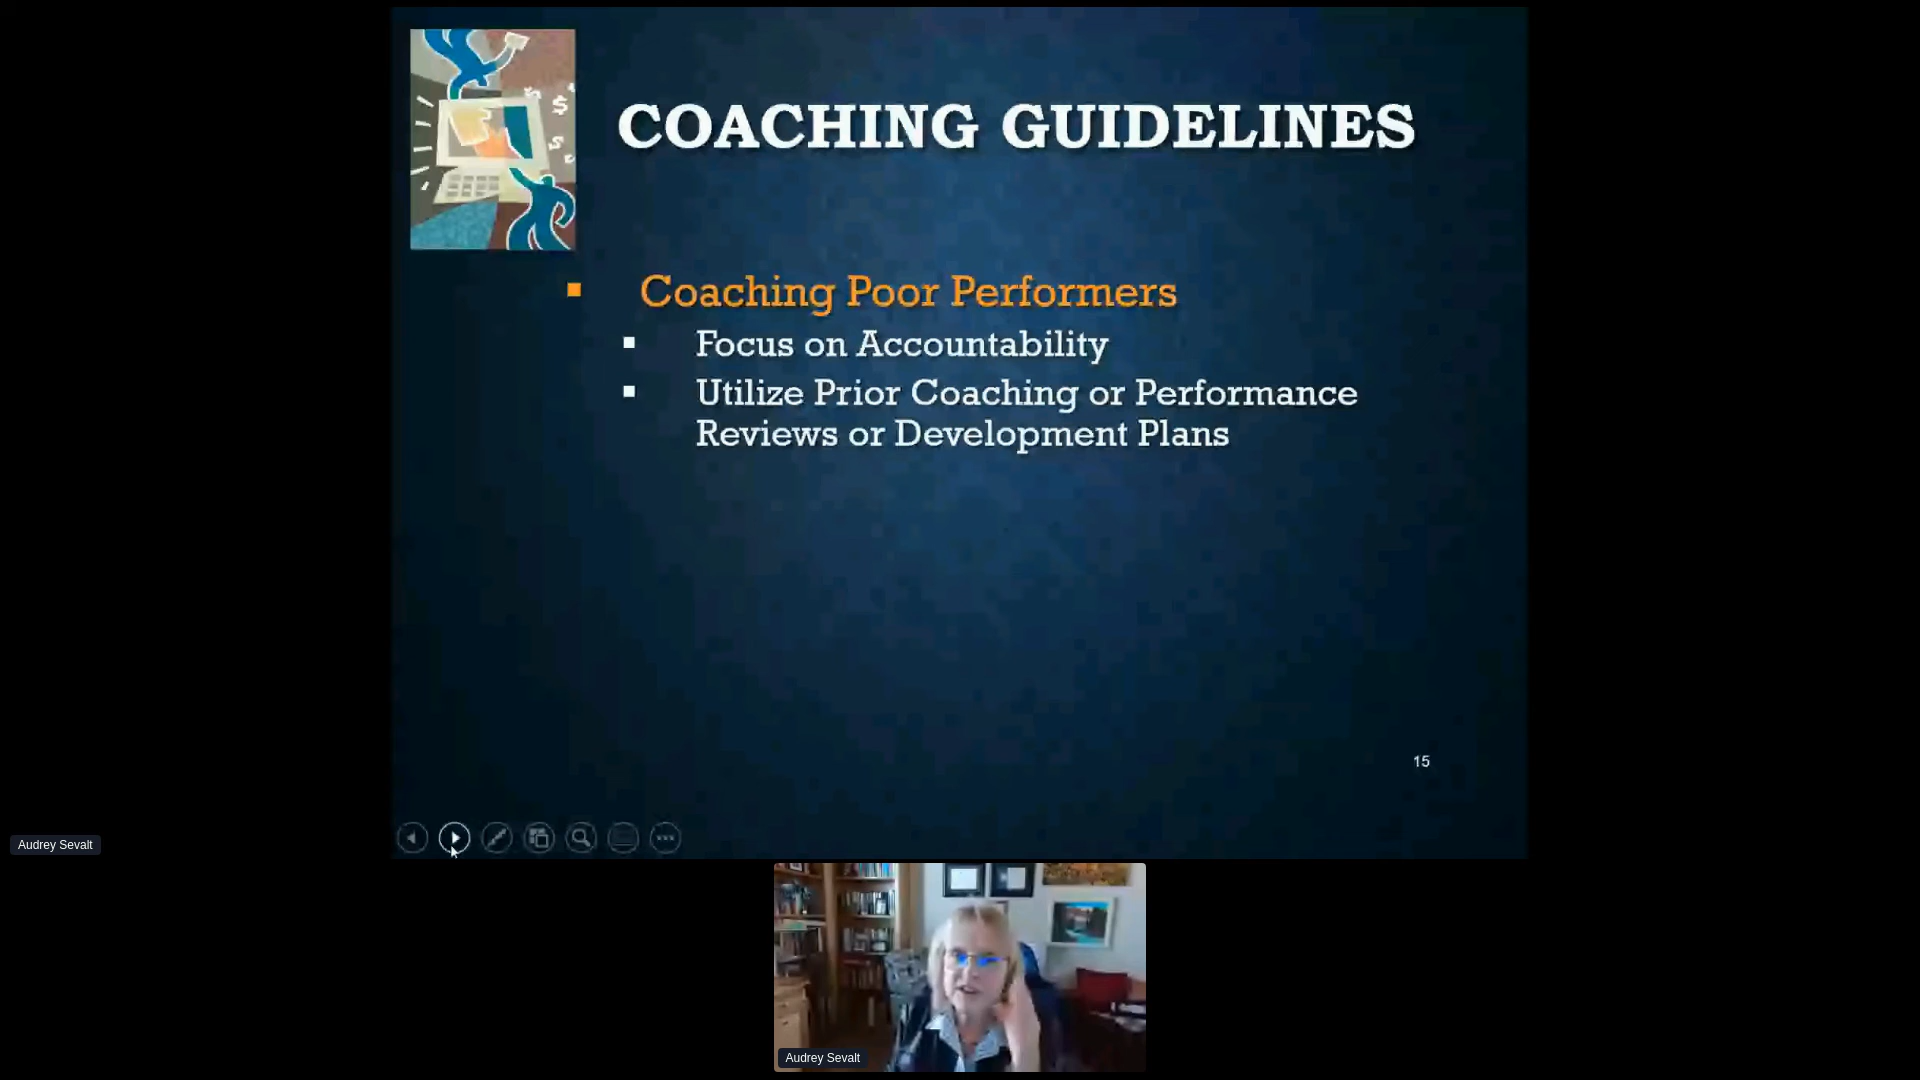 COACHING GUIDELINES
Coaching Poor Performers
Focus on Accountability
Utilize Prior Coaching or Performance
Reviews or Development Plans
15
Audrey Sevalt
Audrey Sevalt